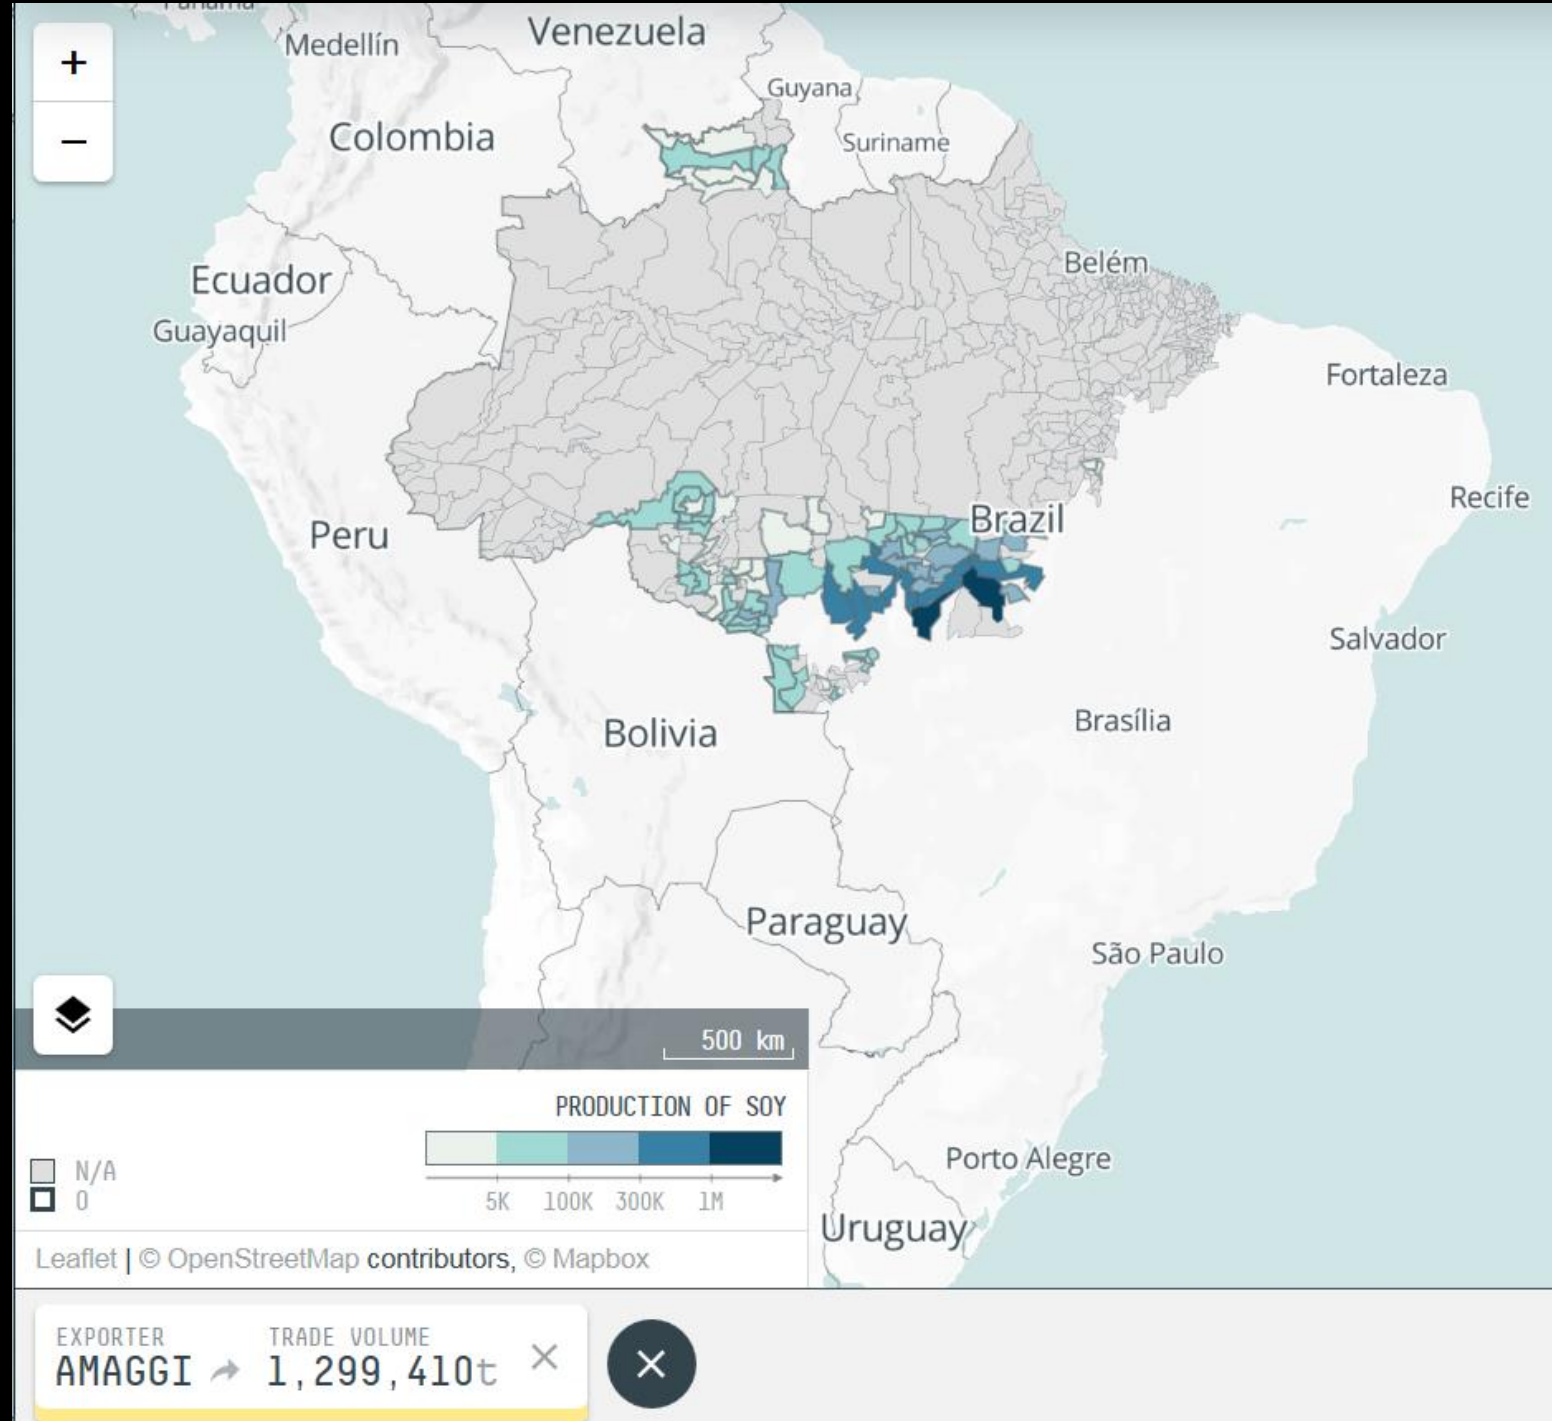 Panama
+
Medellín
Venezuela
Guyana
−
Colombia
Suriname
Belém
Ecuador
Guayaquil
Fortaleza
Recife
Brazil
Peru
Salvador
Brasília
Bolivia
Paraguay
São Paulo
500 km
PRODUCTION OF SOY
Porto Alegre
N/A
0
5K 100K 300K 1M
Uruguay
Leaflet | © OpenStreetMap contributors, © Mapbox
EXPORTER TRADE VOLUME
AMAGGI 1,299,410t